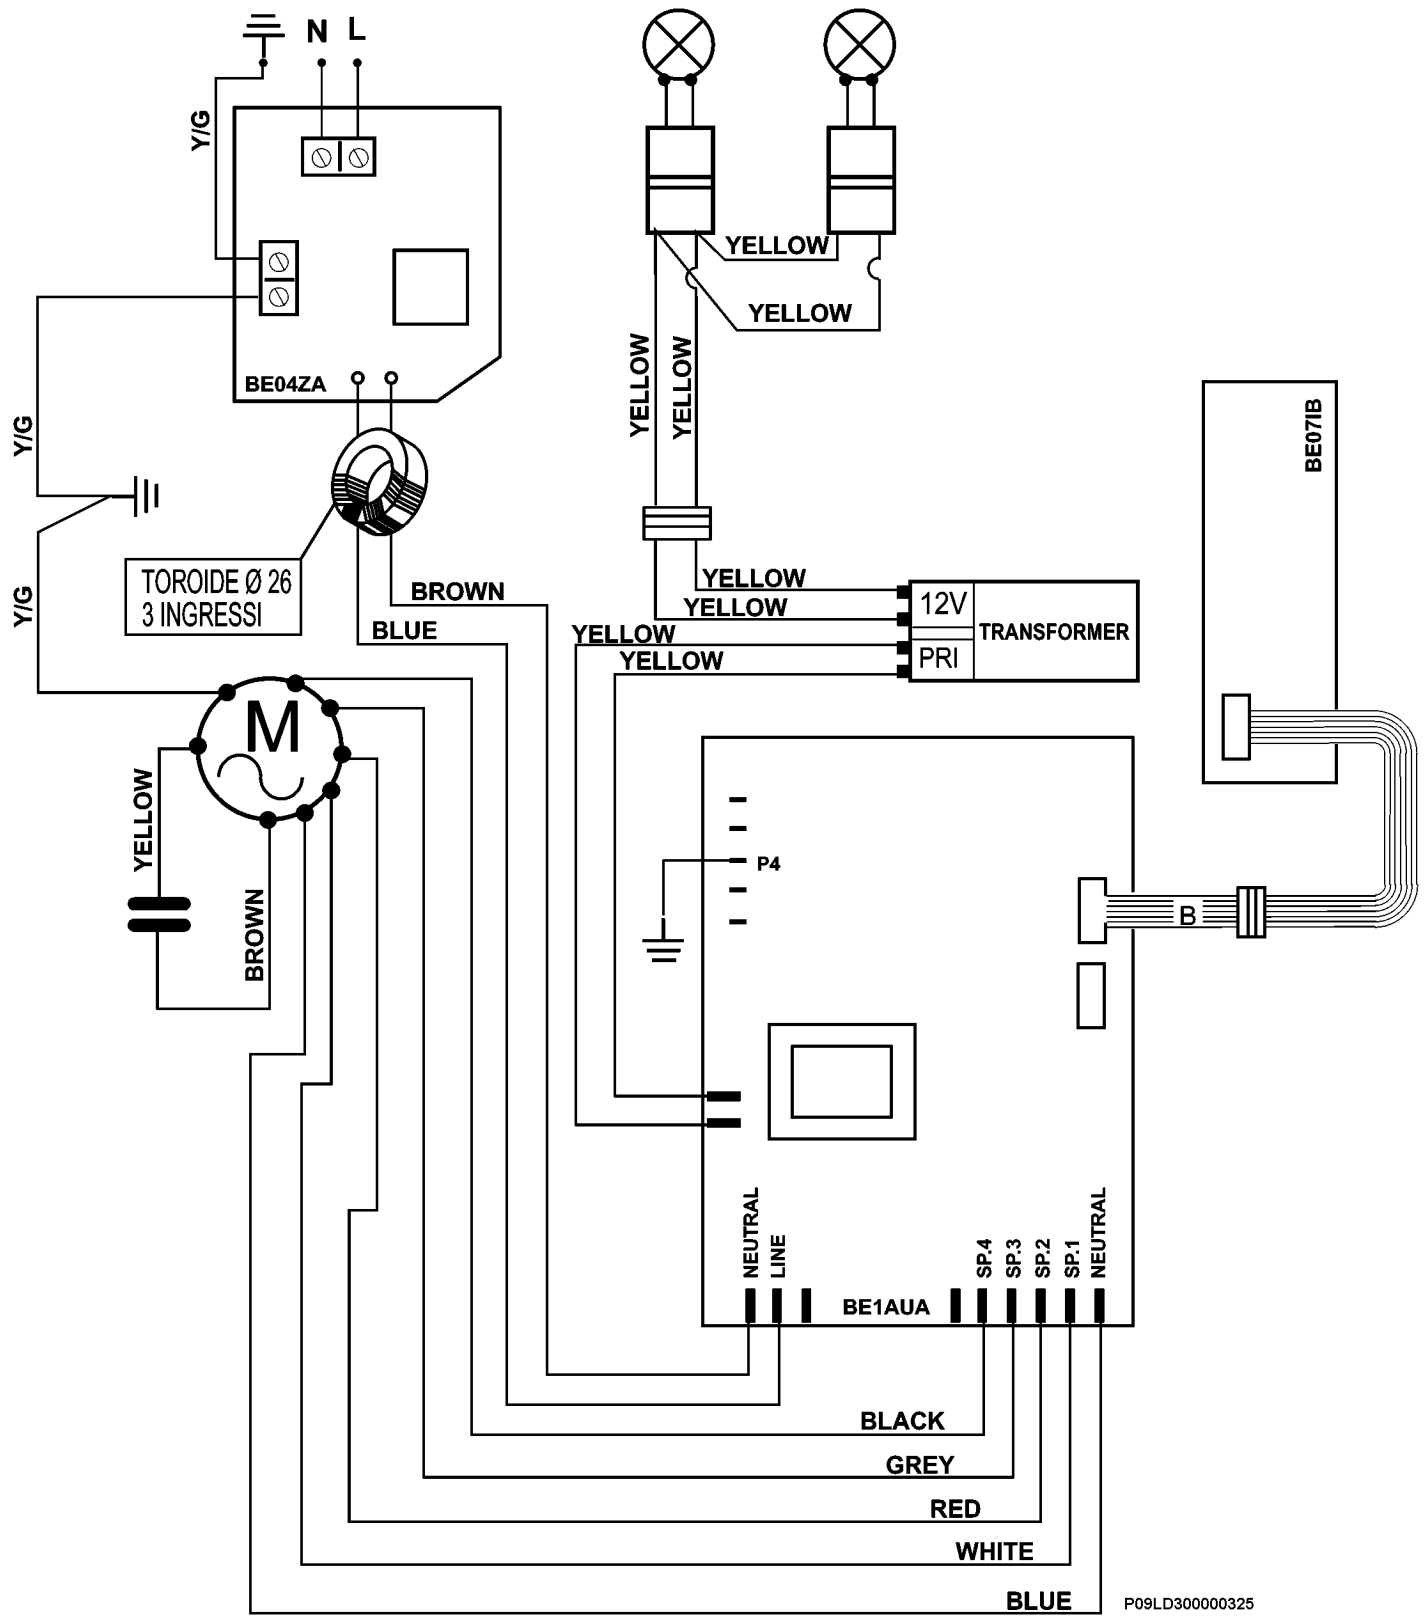 N
L
Y/G
BE04ZA
Y/G
Y/G
TOROIDE Ø 26
3 INGRESSI
YELLOW
YELLOW
YELLOW
YELLOW
BE07IB
BROWN
BLUE
YELLOW
YELLOW
YELLOW
YELLOW
12V
PRI
TRANSFORMER
M
YELLOW
BROWN
P4
B
NEUTRAL
LINE
BE1AUA
SP.4
SP.3
SP.2
SP.1
NEUTRAL
BLACK
GREY
RED
WHITE
BLUE
P09LD300000325